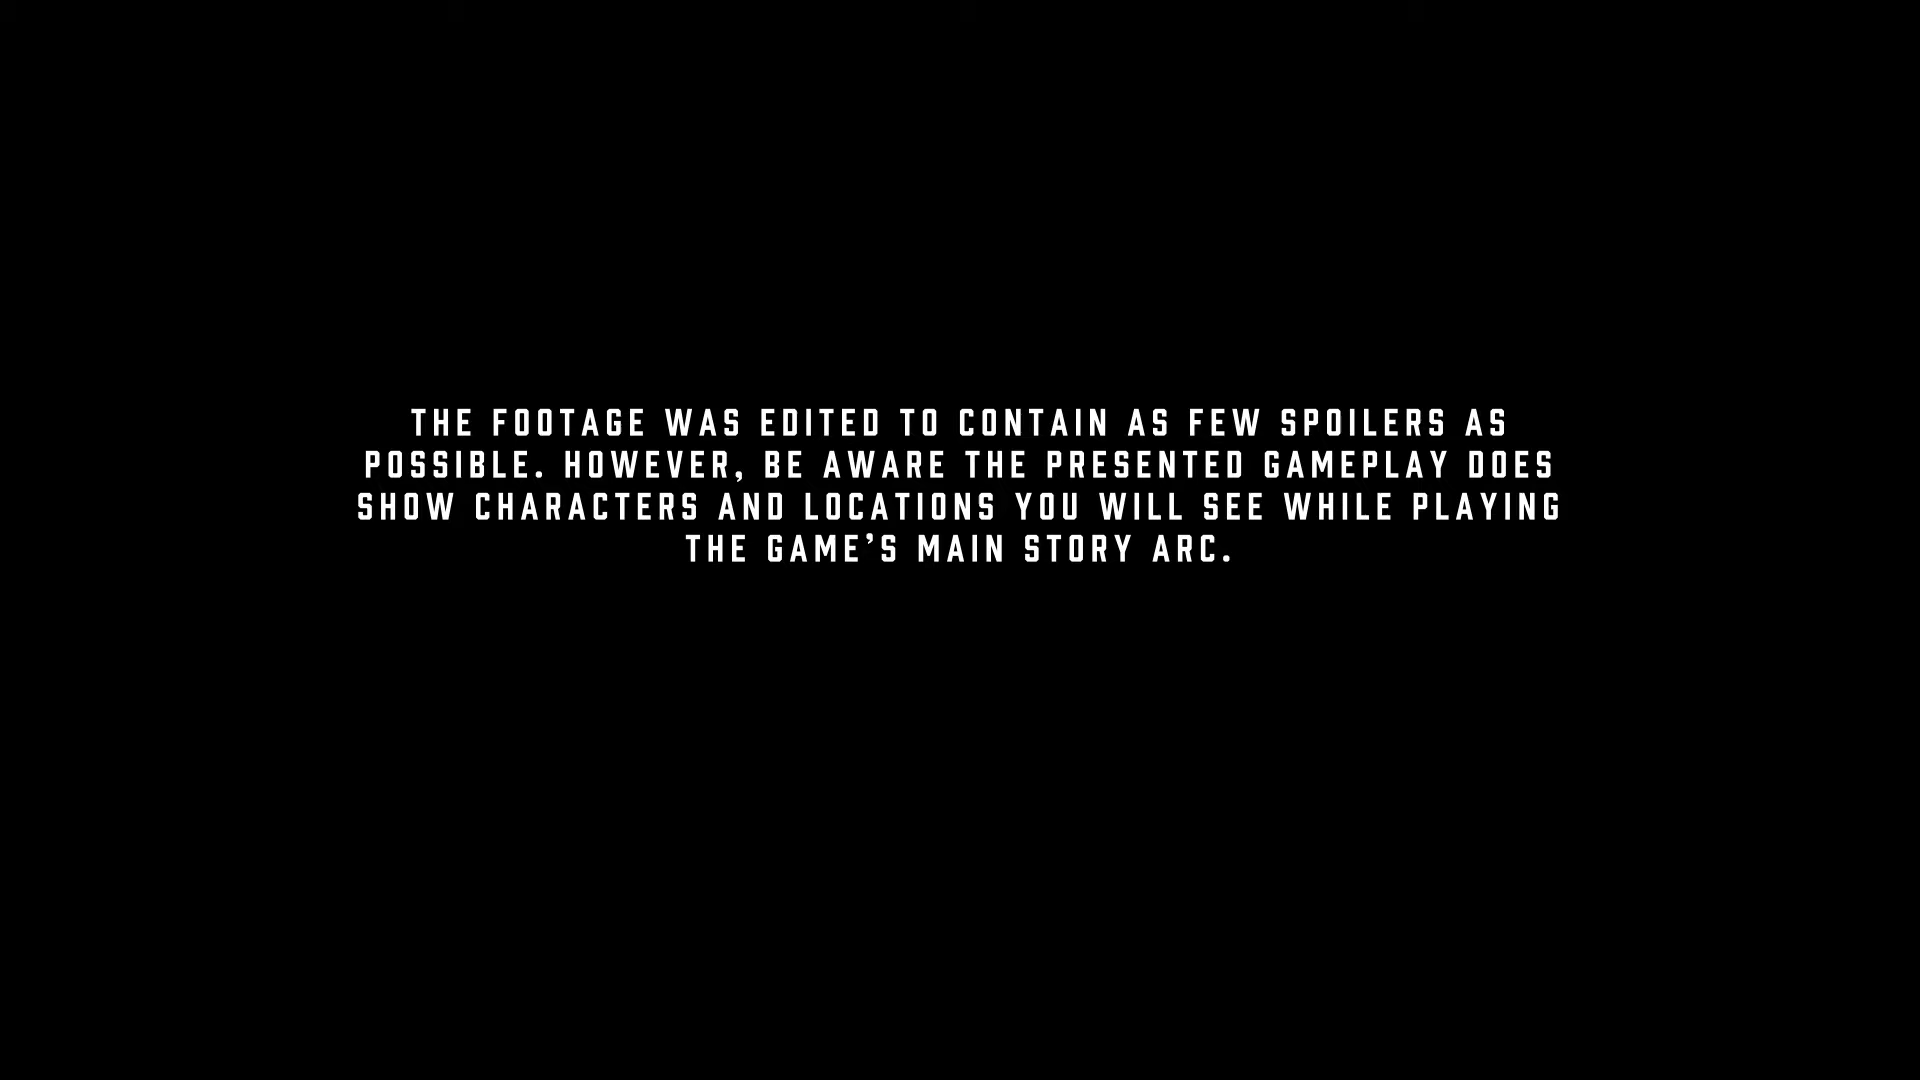 THE FOOTAGE WAS EDITED TO CONTAIN AS FEW SPOILERS AS
POSSIBLE. HOWEVER, BE AWARE THE PRESENTED GAMEPLAY DOES
SHOW CHARACTERS AND LOCATIONS YOU WILL SEE WHILE PLAYING
THE GAME’S MAIN STORY ARC.